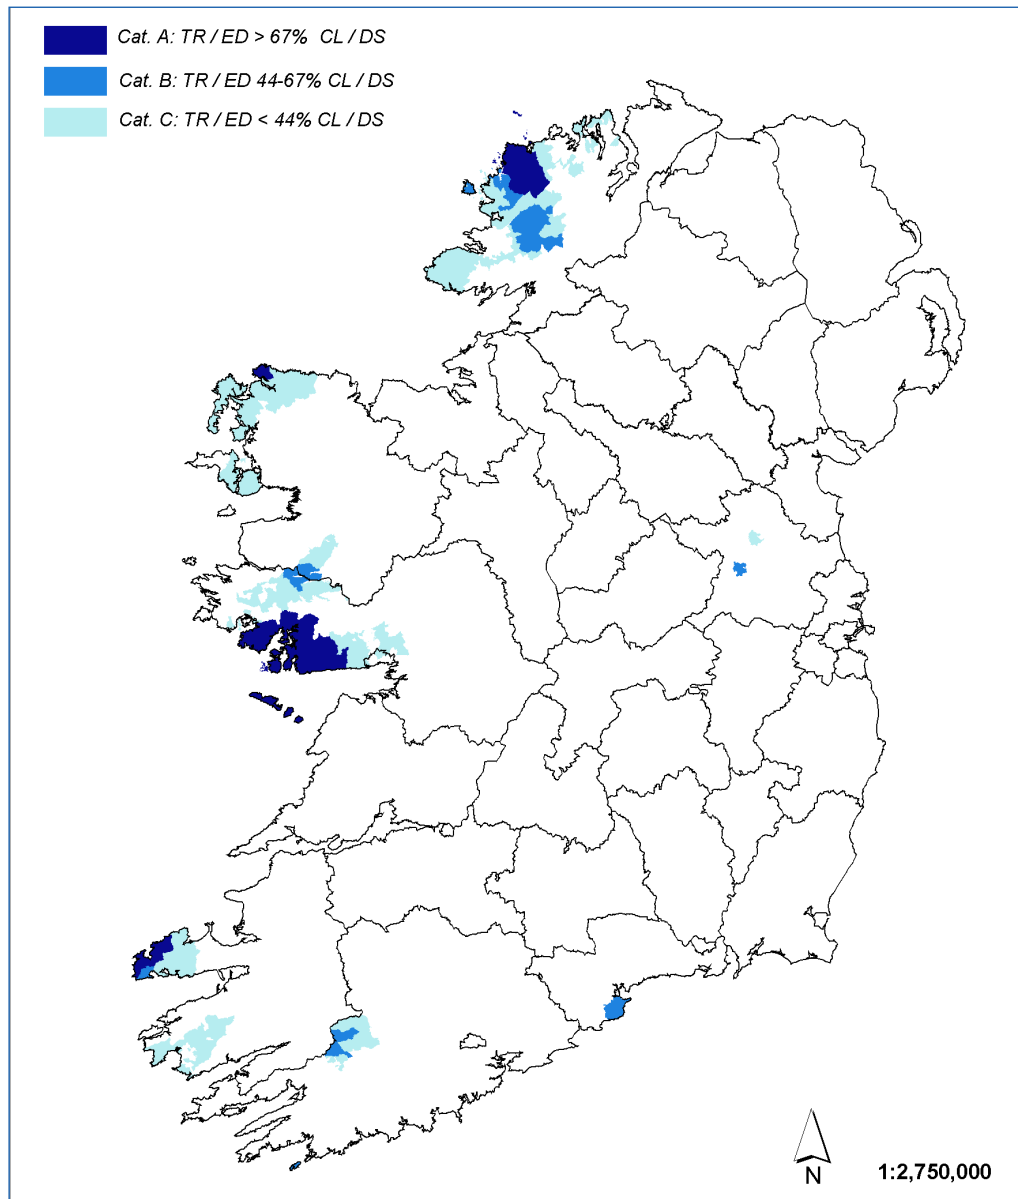 Cat. A: TR / ED > 67% CL / DS
Cat. B: TR / ED 44-67% CL / DS
Cat. C: TR / ED < 44% CL / DS
N
1:2,750,000